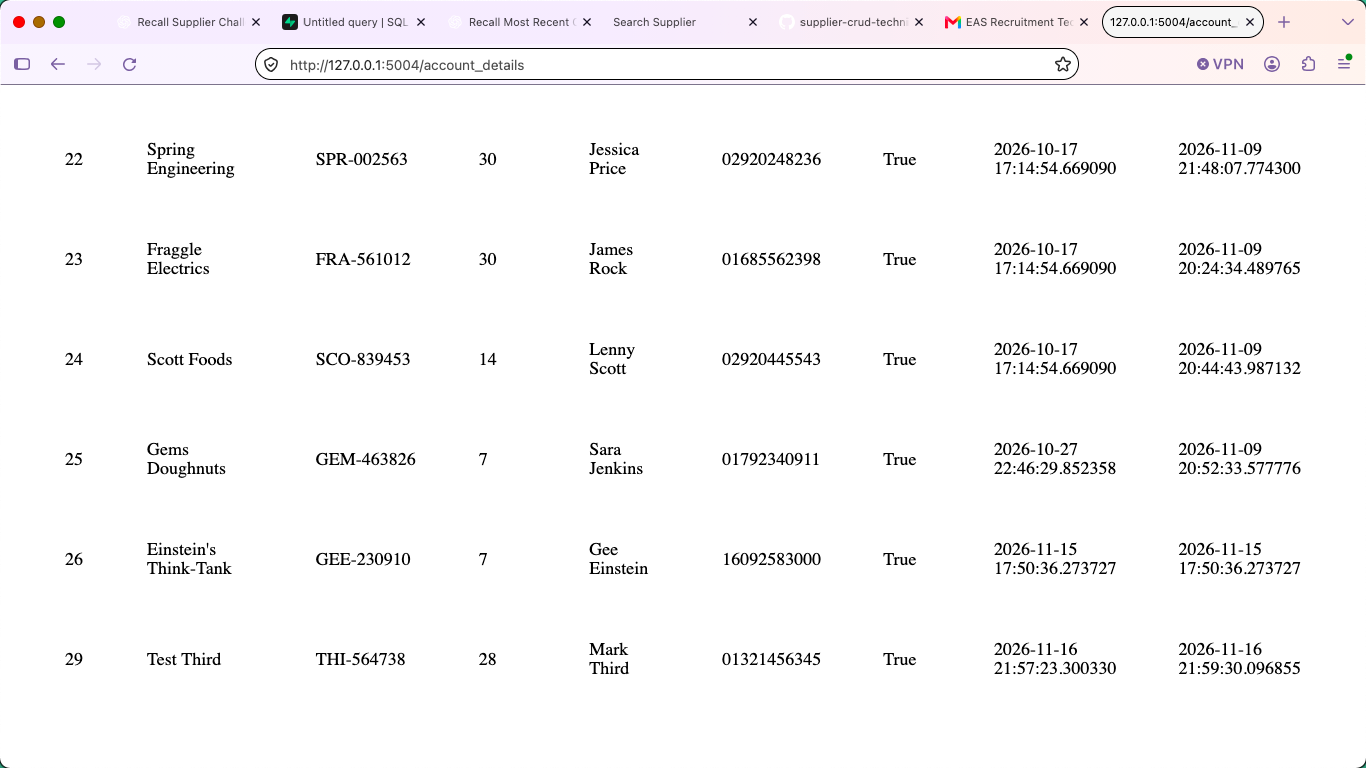 Recall Supplier Chall
Untitled query | SQL
Recall Most Recent C
Search Supplier
supplier-crud-techni
EAS Recruitment Tec
127.0.0.1:5004/account_
http://127.0.0.1:5004/account_details
VPN
22 Spring Engineering SPR-002563 30 Jessica Price 02920248236 True 2026-10-17 17:14:54.669090 2026-11-09 21:48:07.774300
23 Fraggle Electrics FRA-561012 30 James Rock 01685562398 True 2026-10-17 17:14:54.669090 2026-11-09 20:24:34.489765
24 Scott Foods SCO-839453 14 Lenny Scott 02920445543 True 2026-10-17 17:14:54.669090 2026-11-09 20:44:43.987132
25 Gems Doughnuts GEM-463826 7 Sara Jenkins 01792340911 True 2026-10-27 22:46:29.852358 2026-11-09 20:52:33.577776
26 Einstein's Think-Tank GEE-230910 7 Gee Einstein 16092583000 True 2026-11-15 17:50:36.273727 2026-11-15 17:50:36.273727
29 Test Third THI-564738 28 Mark Third 01321456345 True 2026-11-16 21:57:23.300330 2026-11-16 21:59:30.096855